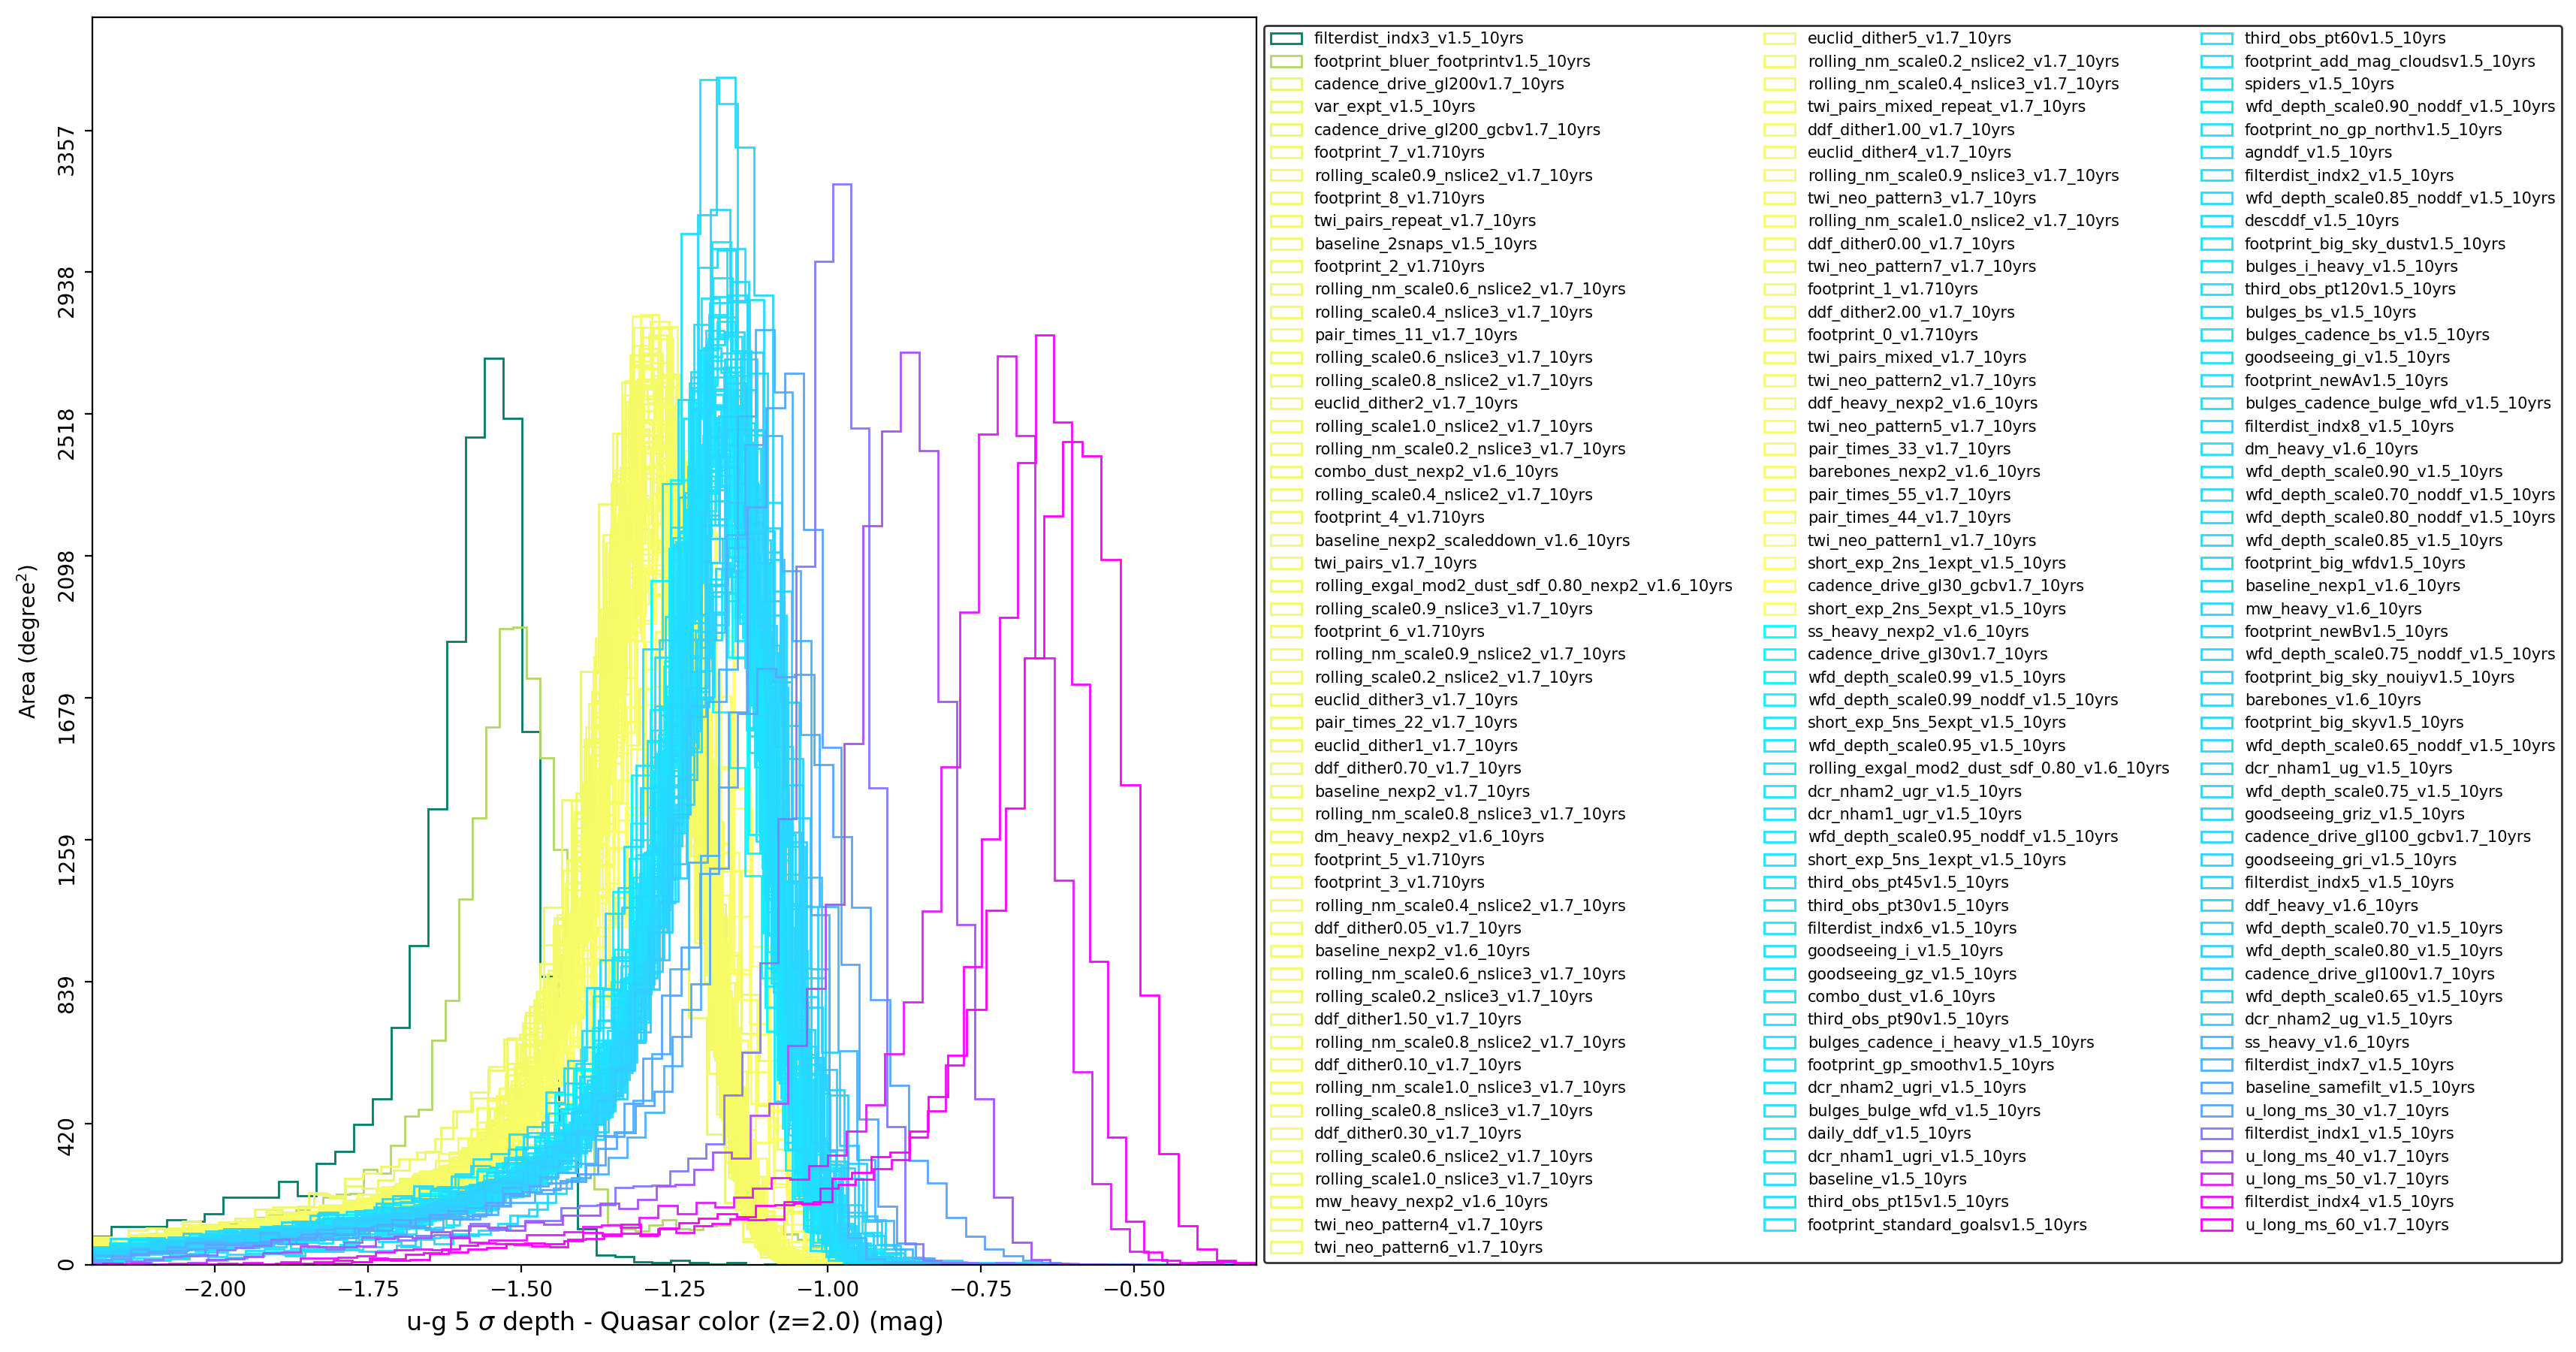 3357
2938
2518
2098
1679
1259
839
420
0
Area (degree²)
−2.00
−1.75
−1.50
−1.25
−1.00
−0.75
−0.50
u-g 5 σ depth - Quasar color (z=2.0) (mag)
filterdist_indx3_v1.5_10yrs
footprint_bluer_footprintv1.5_10yrs
cadence_drive_gl200v1.7_10yrs
var_expt_v1.5_10yrs
cadence_drive_gl200_gcbv1.7_10yrs
footprint_7_v1.710yrs
rolling_scale0.9_nslice2_v1.7_10yrs
footprint_8_v1.710yrs
twi_pairs_repeat_v1.7_10yrs
baseline_2snaps_v1.5_10yrs
footprint_2_v1.710yrs
rolling_nm_scale0.6_nslice2_v1.7_10yrs
rolling_scale0.4_nslice3_v1.7_10yrs
pair_times_11_v1.7_10yrs
rolling_scale0.6_nslice3_v1.7_10yrs
rolling_scale0.8_nslice2_v1.7_10yrs
euclid_dither2_v1.7_10yrs
rolling_scale1.0_nslice2_v1.7_10yrs
rolling_nm_scale0.2_nslice3_v1.7_10yrs
combo_dust_nexp2_v1.6_10yrs
rolling_scale0.4_nslice2_v1.7_10yrs
footprint_4_v1.710yrs
baseline_nexp2_scaleddown_v1.6_10yrs
twi_pairs_v1.7_10yrs
rolling_exgal_mod2_dust_sdf_0.80_nexp2_v1.6_10yrs
rolling_scale0.9_nslice3_v1.7_10yrs
footprint_6_v1.710yrs
rolling_nm_scale0.9_nslice2_v1.7_10yrs
rolling_scale0.2_nslice2_v1.7_10yrs
euclid_dither3_v1.7_10yrs
pair_times_22_v1.7_10yrs
euclid_dither1_v1.7_10yrs
ddf_dither0.70_v1.7_10yrs
baseline_nexp2_v1.7_10yrs
rolling_nm_scale0.8_nslice3_v1.7_10yrs
dm_heavy_nexp2_v1.6_10yrs
footprint_5_v1.710yrs
footprint_3_v1.710yrs
rolling_nm_scale0.4_nslice2_v1.7_10yrs
ddf_dither0.05_v1.7_10yrs
baseline_nexp2_v1.6_10yrs
rolling_nm_scale0.6_nslice3_v1.7_10yrs
rolling_scale0.2_nslice3_v1.7_10yrs
ddf_dither1.50_v1.7_10yrs
rolling_nm_scale0.8_nslice2_v1.7_10yrs
ddf_dither0.10_v1.7_10yrs
rolling_nm_scale1.0_nslice3_v1.7_10yrs
rolling_scale0.8_nslice3_v1.7_10yrs
ddf_dither0.30_v1.7_10yrs
rolling_scale0.6_nslice2_v1.7_10yrs
rolling_scale1.0_nslice3_v1.7_10yrs
mw_heavy_nexp2_v1.6_10yrs
twi_neo_pattern4_v1.7_10yrs
twi_neo_pattern6_v1.7_10yrs
euclid_dither5_v1.7_10yrs
rolling_nm_scale0.2_nslice2_v1.7_10yrs
rolling_nm_scale0.4_nslice3_v1.7_10yrs
twi_pairs_mixed_repeat_v1.7_10yrs
ddf_dither1.00_v1.7_10yrs
euclid_dither4_v1.7_10yrs
rolling_nm_scale0.9_nslice3_v1.7_10yrs
twi_neo_pattern3_v1.7_10yrs
rolling_nm_scale1.0_nslice2_v1.7_10yrs
ddf_dither0.00_v1.7_10yrs
twi_neo_pattern7_v1.7_10yrs
footprint_1_v1.710yrs
ddf_dither2.00_v1.7_10yrs
footprint_0_v1.710yrs
twi_pairs_mixed_v1.7_10yrs
twi_neo_pattern2_v1.7_10yrs
ddf_heavy_nexp2_v1.6_10yrs
twi_neo_pattern5_v1.7_10yrs
pair_times_33_v1.7_10yrs
barebones_nexp2_v1.6_10yrs
pair_times_55_v1.7_10yrs
pair_times_44_v1.7_10yrs
twi_neo_pattern1_v1.7_10yrs
short_exp_2ns_1expt_v1.5_10yrs
cadence_drive_gl30_gcbv1.7_10yrs
short_exp_2ns_5expt_v1.5_10yrs
ss_heavy_nexp2_v1.6_10yrs
cadence_drive_gl30v1.7_10yrs
wfd_depth_scale0.99_v1.5_10yrs
wfd_depth_scale0.99_noddf_v1.5_10yrs
short_exp_5ns_5expt_v1.5_10yrs
wfd_depth_scale0.95_v1.5_10yrs
rolling_exgal_mod2_dust_sdf_0.80_v1.6_10yrs
dcr_nham2_ugr_v1.5_10yrs
dcr_nham1_ugr_v1.5_10yrs
wfd_depth_scale0.95_noddf_v1.5_10yrs
short_exp_5ns_1expt_v1.5_10yrs
third_obs_pt45v1.5_10yrs
third_obs_pt30v1.5_10yrs
filterdist_indx6_v1.5_10yrs
goodseeing_i_v1.5_10yrs
goodseeing_gz_v1.5_10yrs
combo_dust_v1.6_10yrs
third_obs_pt90v1.5_10yrs
bulges_cadence_i_heavy_v1.5_10yrs
footprint_gp_smoothv1.5_10yrs
dcr_nham2_ugri_v1.5_10yrs
bulges_bulge_wfd_v1.5_10yrs
daily_ddf_v1.5_10yrs
dcr_nham1_ugri_v1.5_10yrs
baseline_v1.5_10yrs
third_obs_pt15v1.5_10yrs
footprint_standard_goalsv1.5_10yrs
third_obs_pt60v1.5_10yrs
footprint_add_mag_cloudsv1.5_10yrs
spiders_v1.5_10yrs
wfd_depth_scale0.90_noddf_v1.5_10yrs
footprint_no_gp_northv1.5_10yrs
agnddf_v1.5_10yrs
filterdist_indx2_v1.5_10yrs
wfd_depth_scale0.85_noddf_v1.5_10yrs
descddf_v1.5_10yrs
footprint_big_sky_dustv1.5_10yrs
bulges_i_heavy_v1.5_10yrs
third_obs_pt120v1.5_10yrs
bulges_bs_v1.5_10yrs
bulges_cadence_bs_v1.5_10yrs
goodseeing_gi_v1.5_10yrs
footprint_newAv1.5_10yrs
bulges_cadence_bulge_wfd_v1.5_10yrs
filterdist_indx8_v1.5_10yrs
dm_heavy_v1.6_10yrs
wfd_depth_scale0.90_v1.5_10yrs
wfd_depth_scale0.70_noddf_v1.5_10yrs
wfd_depth_scale0.80_noddf_v1.5_10yrs
wfd_depth_scale0.85_v1.5_10yrs
footprint_big_wfdv1.5_10yrs
baseline_nexp1_v1.6_10yrs
mw_heavy_v1.6_10yrs
footprint_newBv1.5_10yrs
wfd_depth_scale0.75_noddf_v1.5_10yrs
footprint_big_sky_nouiyv1.5_10yrs
barebones_v1.6_10yrs
footprint_big_skyv1.5_10yrs
wfd_depth_scale0.65_noddf_v1.5_10yrs
dcr_nham1_ug_v1.5_10yrs
wfd_depth_scale0.75_v1.5_10yrs
goodseeing_griz_v1.5_10yrs
cadence_drive_gl100_gcbv1.7_10yrs
goodseeing_gri_v1.5_10yrs
filterdist_indx5_v1.5_10yrs
ddf_heavy_v1.6_10yrs
wfd_depth_scale0.70_v1.5_10yrs
wfd_depth_scale0.80_v1.5_10yrs
cadence_drive_gl100v1.7_10yrs
wfd_depth_scale0.65_v1.5_10yrs
dcr_nham2_ug_v1.5_10yrs
ss_heavy_v1.6_10yrs
filterdist_indx7_v1.5_10yrs
baseline_samefilt_v1.5_10yrs
u_long_ms_30_v1.7_10yrs
filterdist_indx1_v1.5_10yrs
u_long_ms_40_v1.7_10yrs
u_long_ms_50_v1.7_10yrs
filterdist_indx4_v1.5_10yrs
u_long_ms_60_v1.7_10yrs